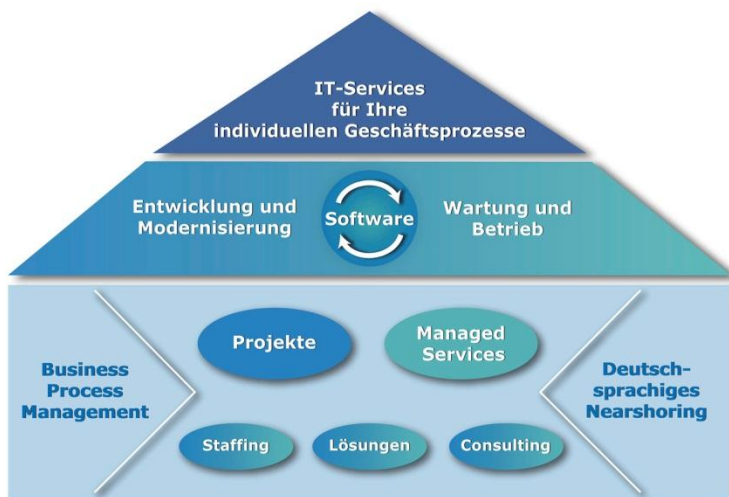 IT-Services
für Ihre
individuellen Geschäftsprozesse
Entwicklung und
Modernisierung
Software
Wartung und
Betrieb
Business
Process
Management
Projekte
Managed
Services
Deutsch-
sprachiges
Nearshoring
Staffing
Lösungen
Consulting